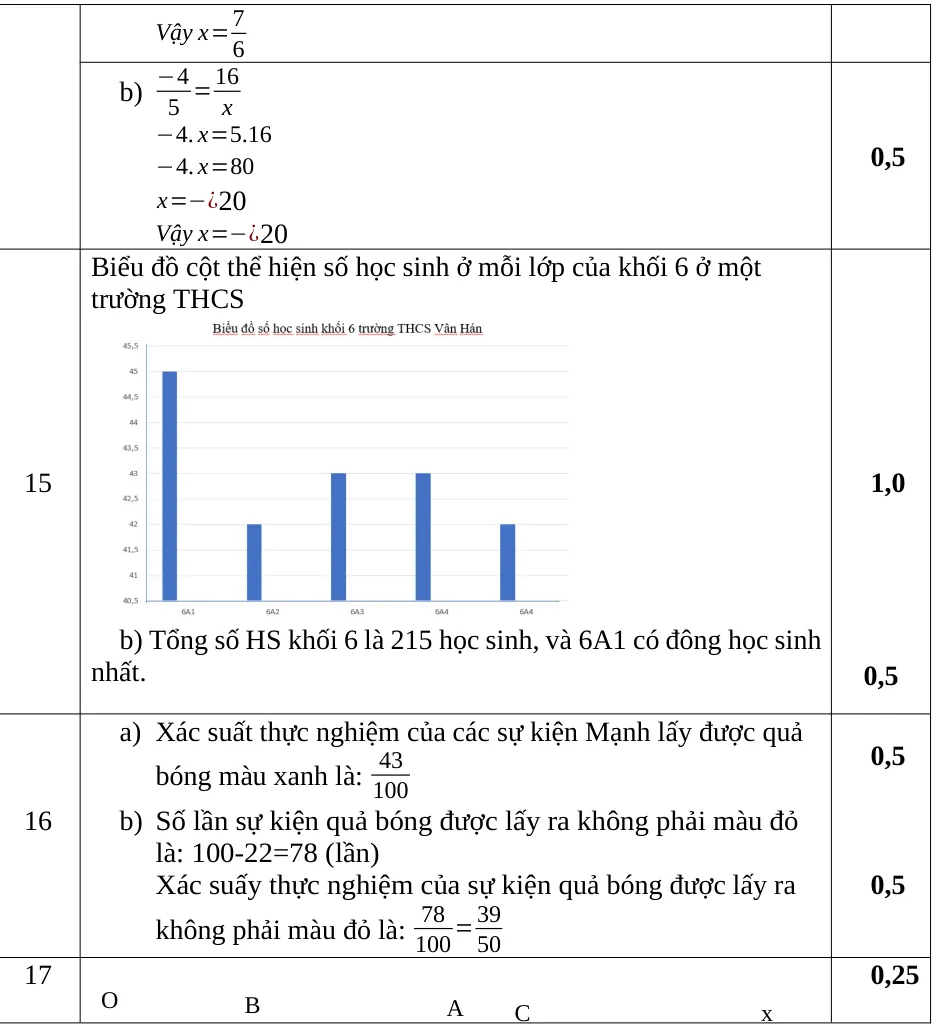 Vậy x = 7/6
b) −4/5 = 16/x
−4. x = 5.16
−4. x = 80
x = −¿20
Vậy x = −¿20
0,5
15
Biểu đồ cột thể hiện số học sinh ở mỗi lớp của khối 6 ở một
trường THCS
Biểu đồ số học sinh khối 6 trường THCS Văn Hán
45,5
45
44,5
44
43,5
43
42,5
42
41,5
41
40,5
6A1 6A2 6A3 6A4 6A4
1,0
b) Tổng số HS khối 6 là 215 học sinh, và 6A1 có đông học sinh
nhất.
0,5
16
a) Xác suất thực nghiệm của các sự kiện Mạnh lấy được quả
bóng màu xanh là: 43/100
0,5
b) Số lần sự kiện quả bóng được lấy ra không phải màu đỏ
là: 100-22=78 (lần)
Xác suấy thực nghiệm của sự kiện quả bóng được lấy ra
không phải màu đỏ là: 78/100 = 39/50
0,5
17
O B A C x
0,25